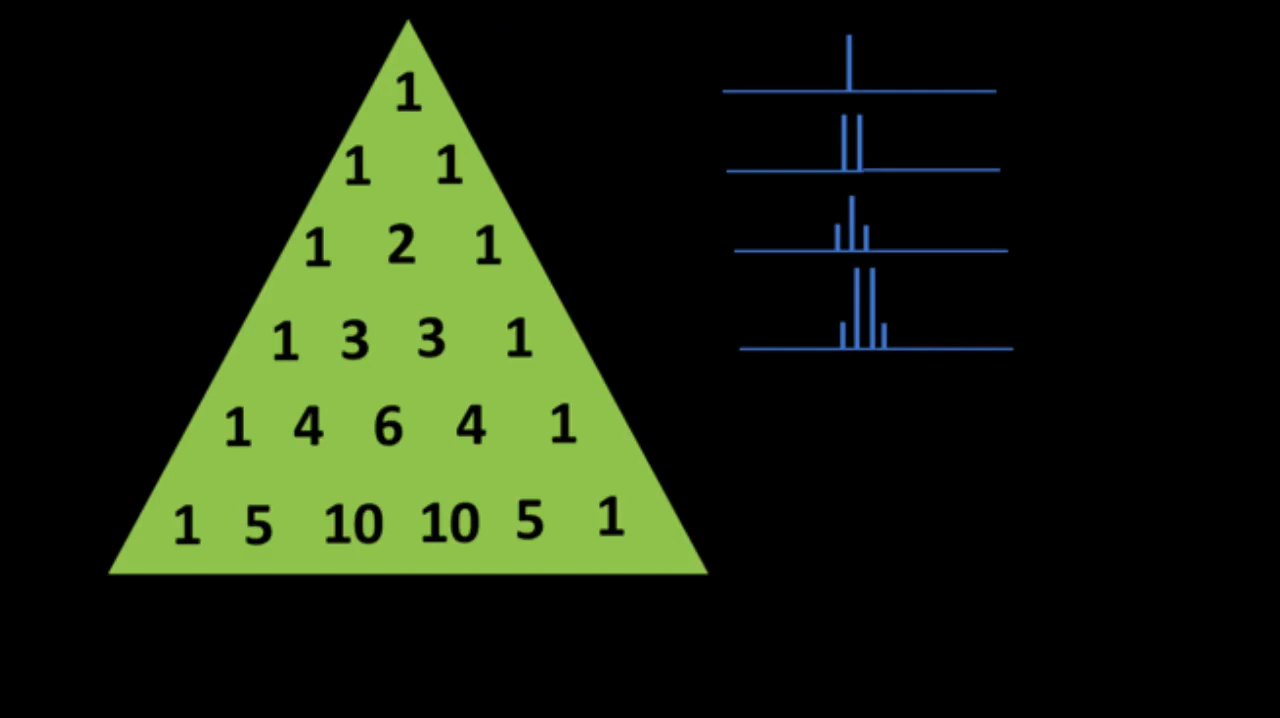 1
1 1
1 2 1
1 3 3 1
1 4 6 4 1
1 5 10 10 5 1